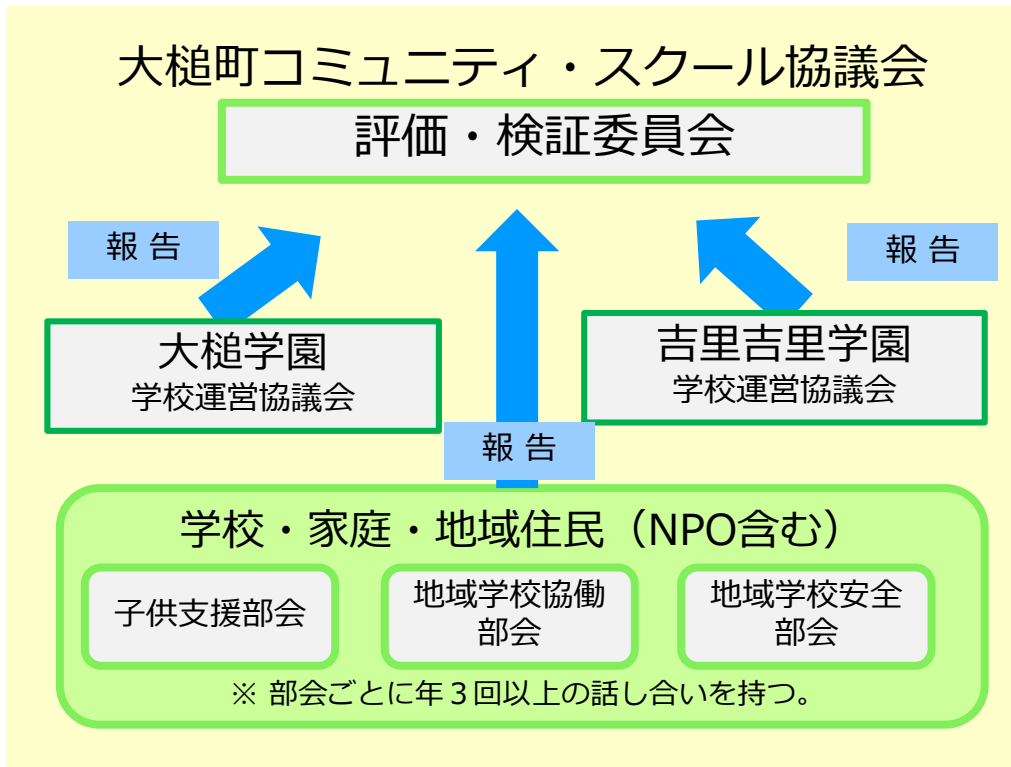 大槌町コミュニティ・スクール協議会
評価・検証委員会
報 告
報 告
大槌学園
学校運営協議会
吉里吉里学園
学校運営協議会
報 告
学校・家庭・地域住民（NPO含む）
子供支援部会
地域学校協働
部会
地域学校安全
部会
※ 部会ごとに年３回以上の話し合いを持つ。